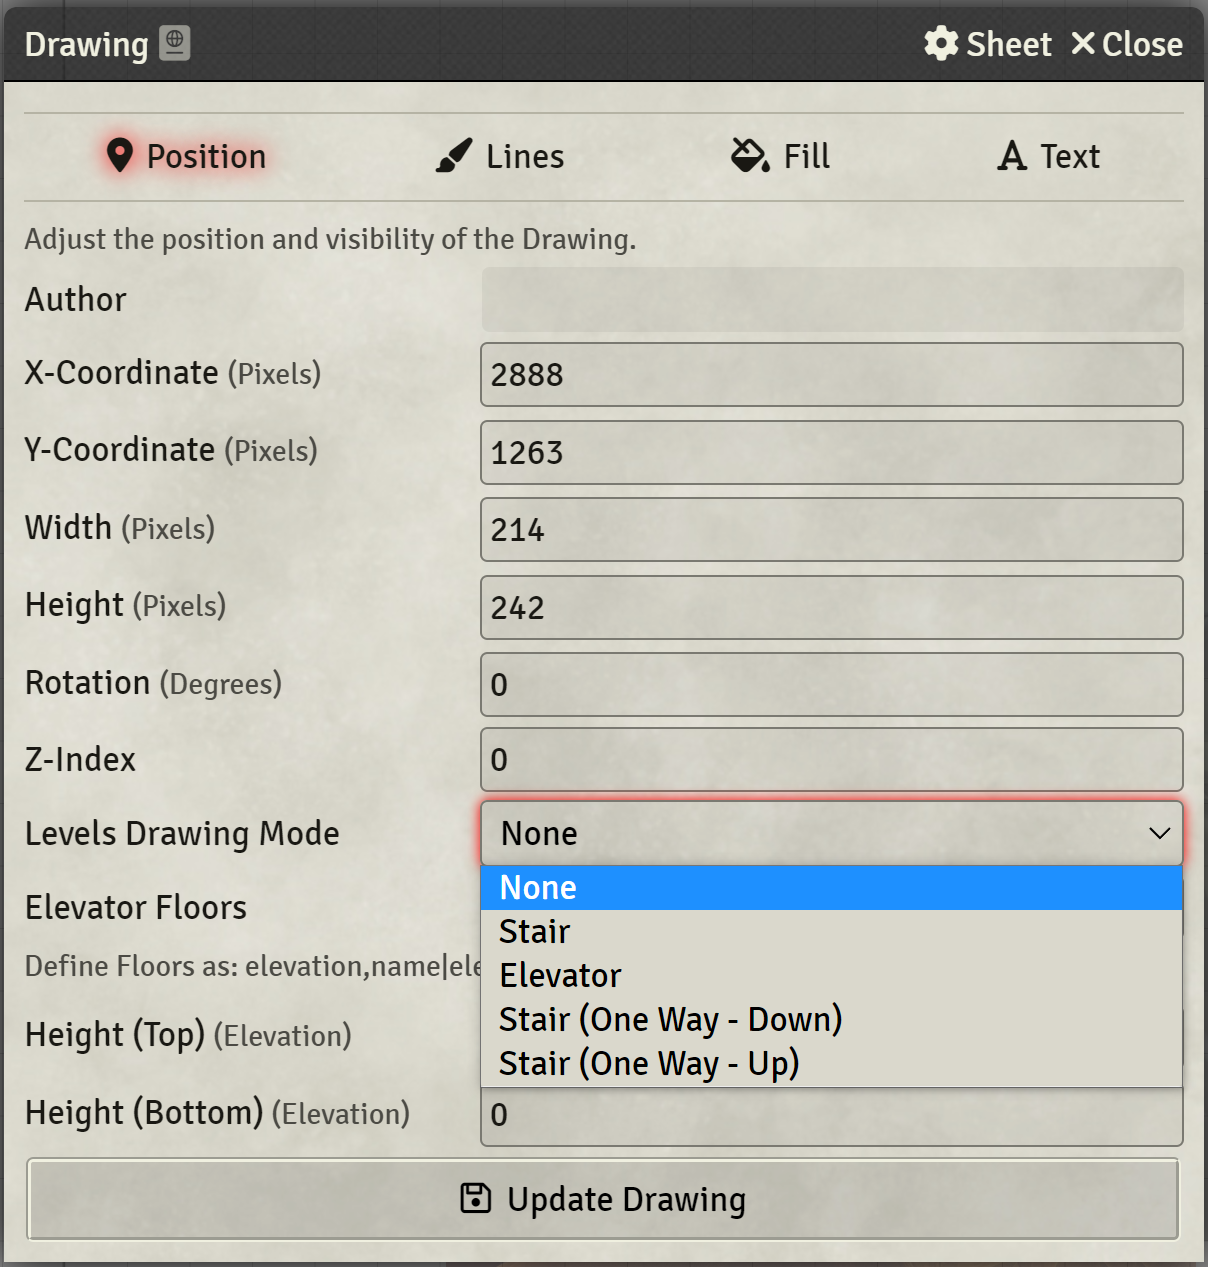 Drawing Sheet Close
Position Lines Fill Text
Adjust the position and visibility of the Drawing.
Author
X-Coordinate (Pixels) 2888
Y-Coordinate (Pixels) 1263
Width (Pixels) 214
Height (Pixels) 242
Rotation (Degrees) 0
Z-Index 0
Levels Drawing Mode None
None
Elevator Floors
Stair
Define Floors as: elevation,name|ele
Elevator
Height (Top) (Elevation)
Stair (One Way - Down)
Stair (One Way - Up)
Height (Bottom) (Elevation) 0
Update Drawing